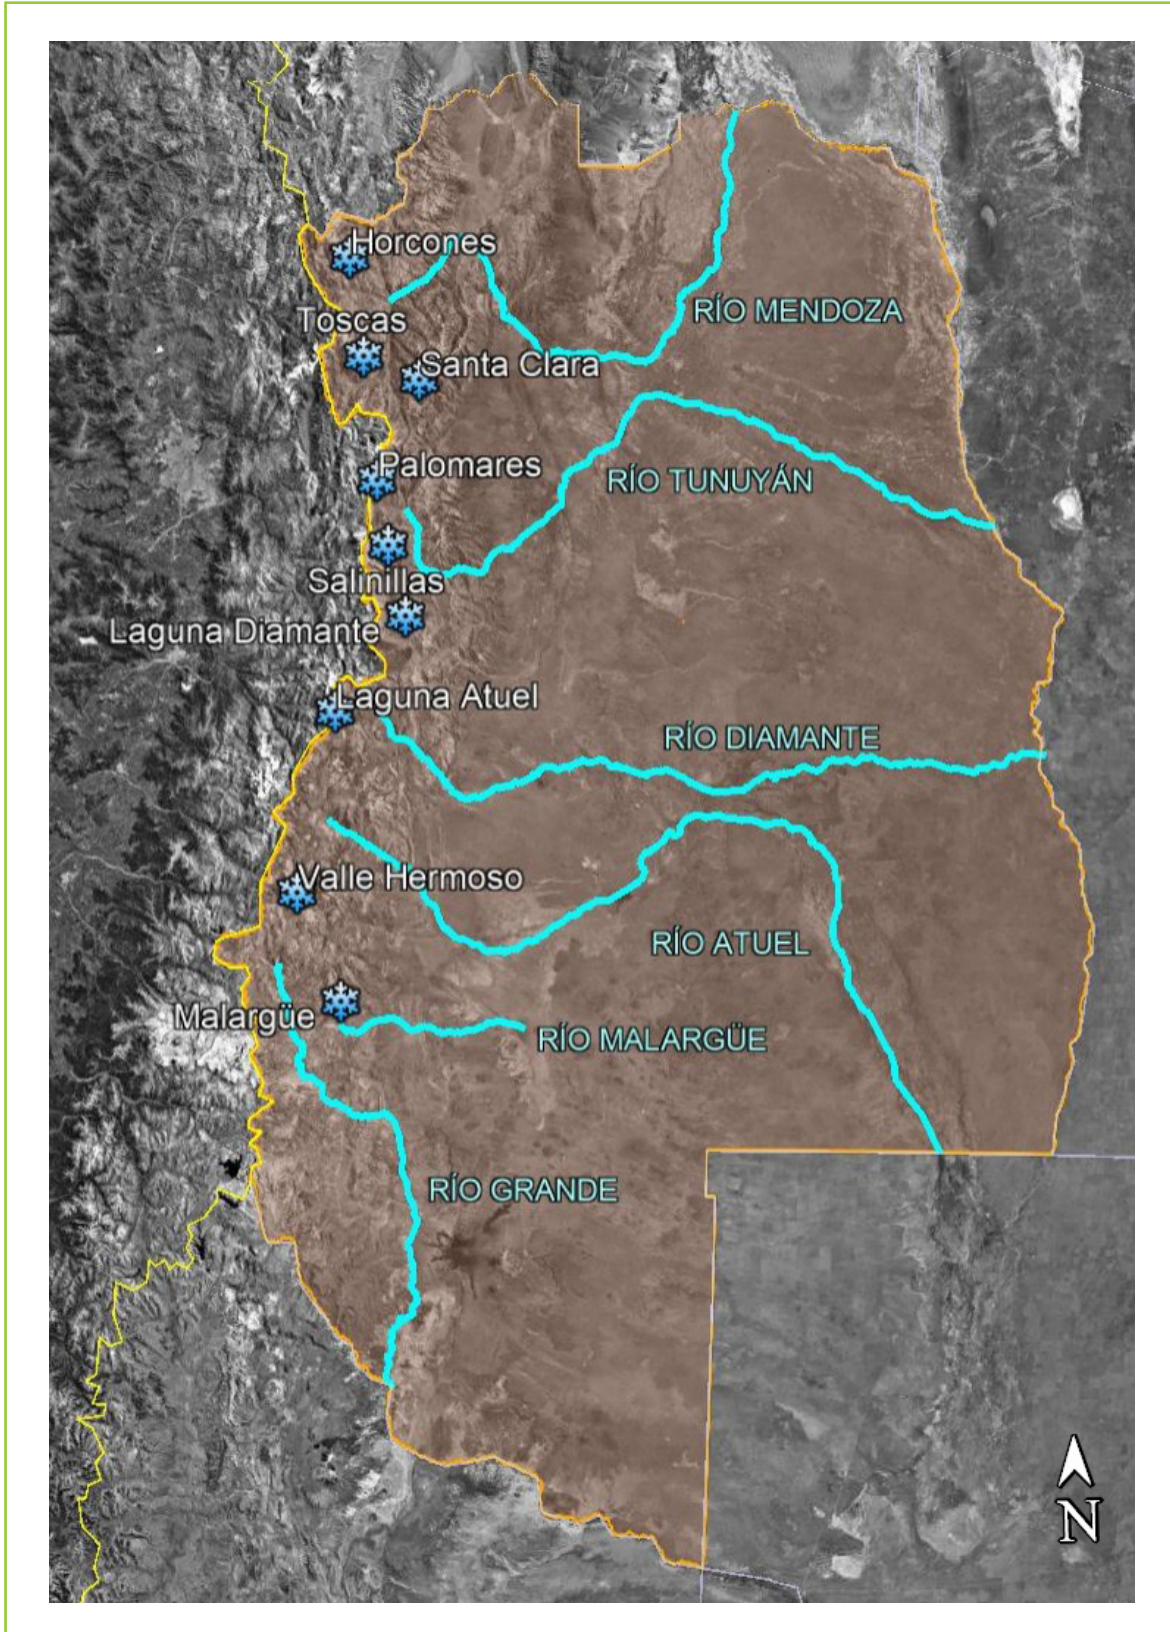 Horcones
RÍO MENDOZA
Toscas
Santa Clara
Palomares
RÍO TUNUYÁN
Salinillas
Laguna Diamante
Laguna Atuel
RÍO DIAMANTE
Valle Hermoso
RÍO ATUEL
Malargüe
RÍO MALARGÜE
RÍO GRANDE
N